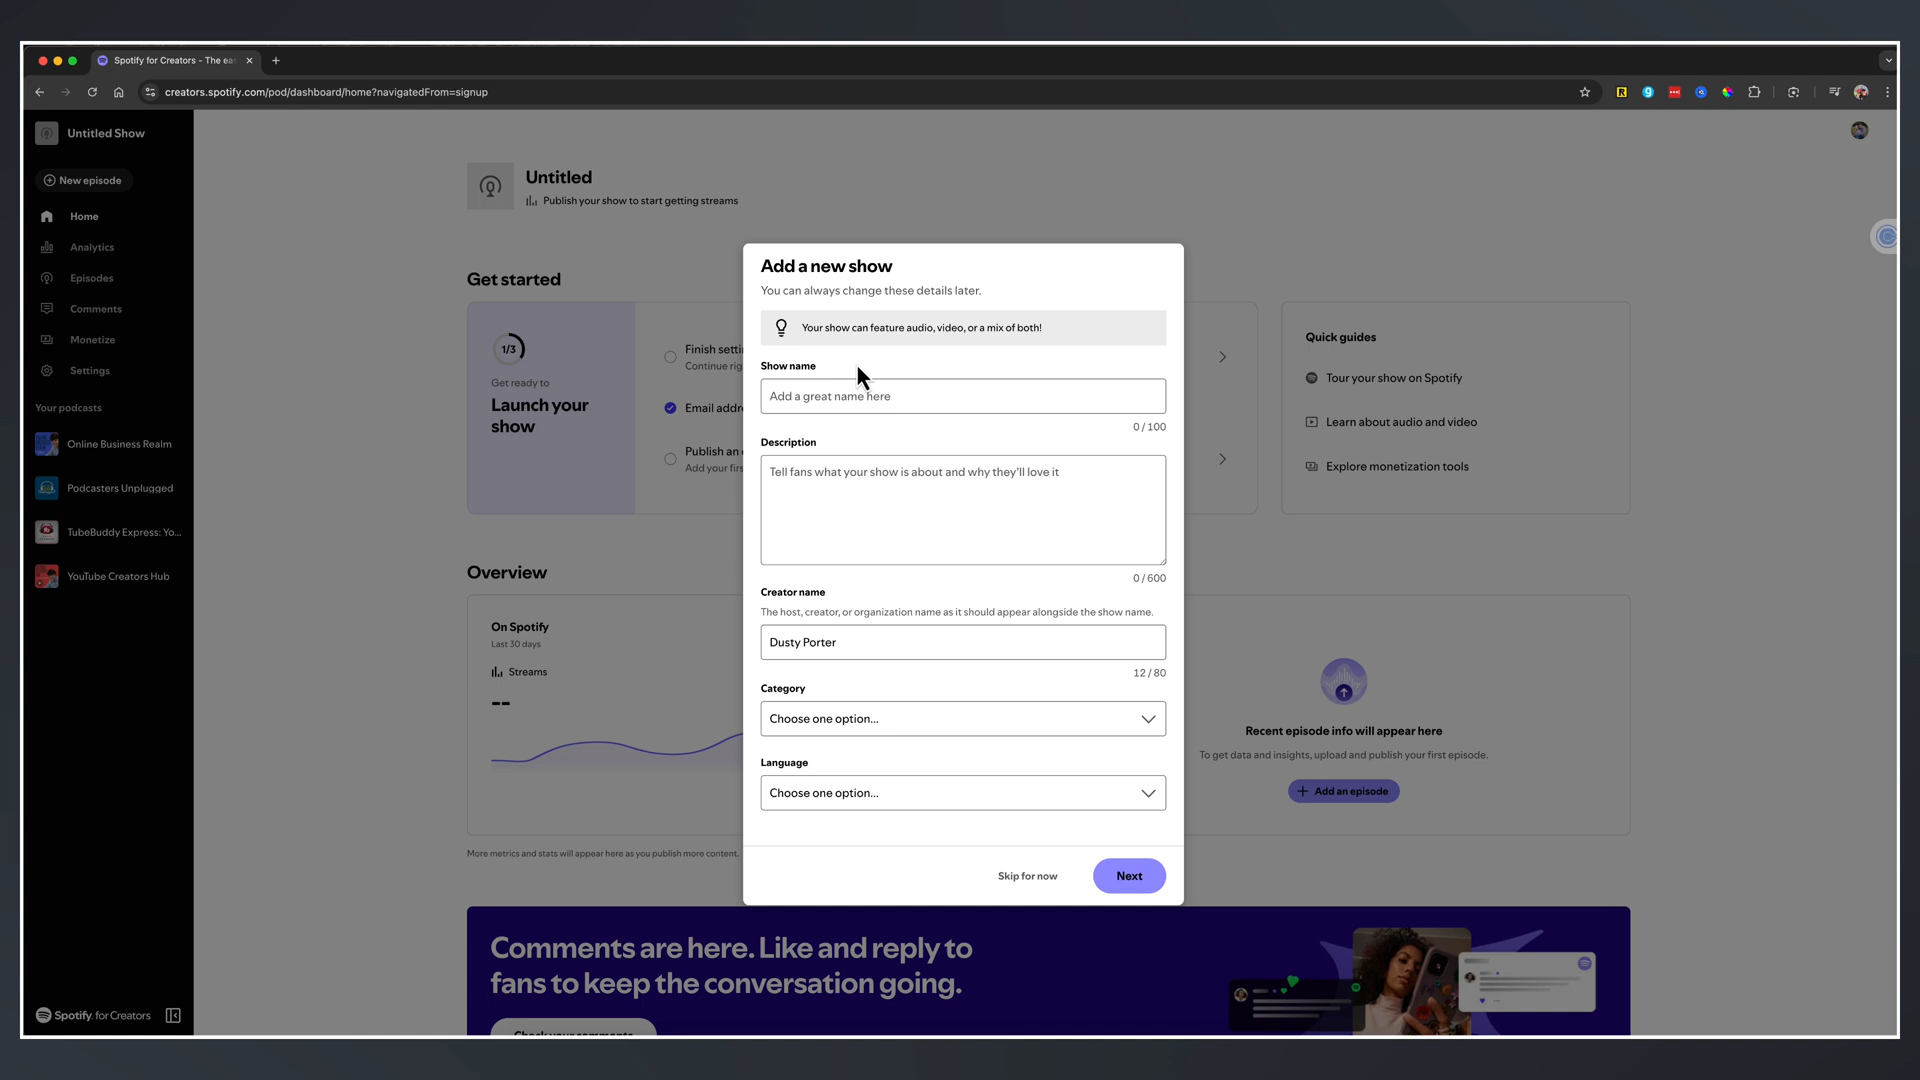 Spotify for Creators - The ea
creators.spotify.com/pod/dashboard/home?navigatedFrom=signup
Untitled Show
New episode
Home
Analytics
Episodes
Comments
Monetize
Settings
Your podcasts
Online Business Realm
Podcasters Unplugged
TubeBuddy Express: Yo...
YouTube Creators Hub
Spotify for Creators
Untitled
Publish your show to start getting streams
Get started
1/3
Get ready to
Launch your
show
Finish setti
Continue rig
Email addre
Publish an
Add your firs
Quick guides
Tour your show on Spotify
Learn about audio and video
Explore monetization tools
Overview
On Spotify
Last 30 days
Streams
--
Recent episode info will appear here
To get data and insights, upload and publish your first episode.
+ Add an episode
More metrics and stats will appear here as you publish more content.
Add a new show
You can always change these details later.
Your show can feature audio, video, or a mix of both!
Show name
Add a great name here
0 / 100
Description
Tell fans what your show is about and why they'll love it
0 / 600
Creator name
The host, creator, or organization name as it should appear alongside the show name.
Dusty Porter
12 / 80
Category
Choose one option...
Language
Choose one option...
Skip for now
Next
Comments are here. Like and reply to
fans to keep the conversation going.
Check your comments